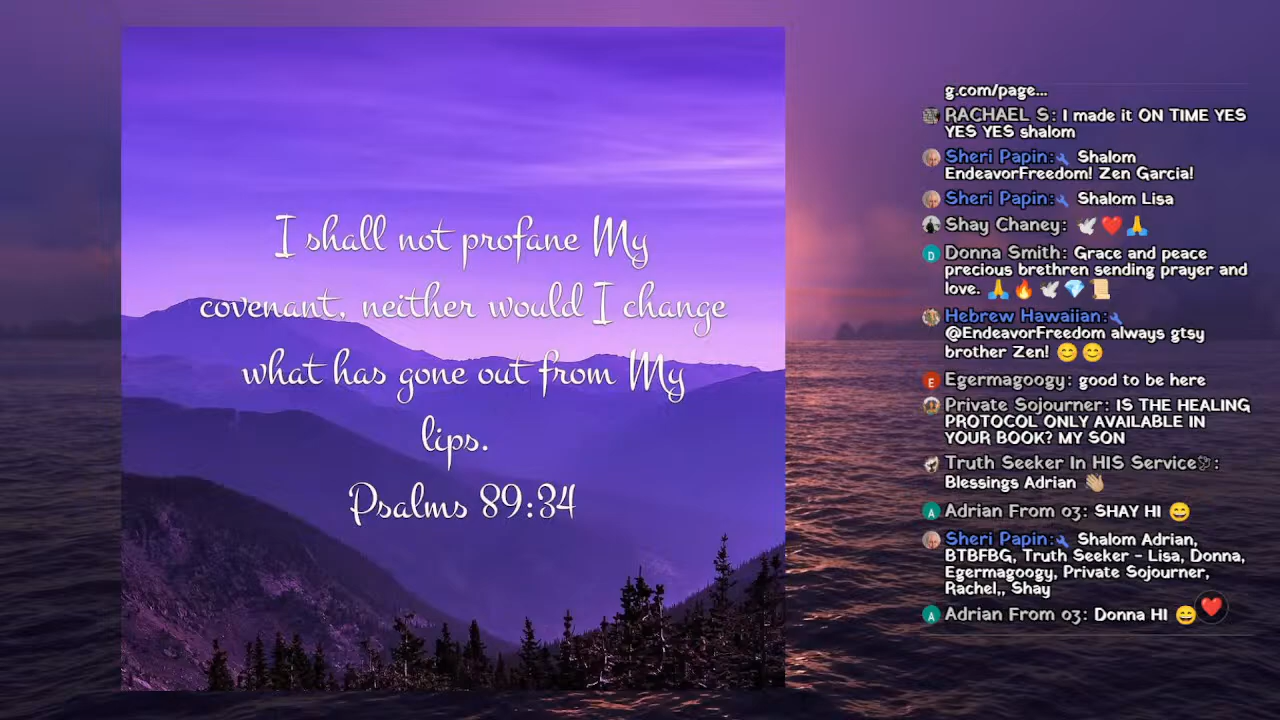 I shall not profane My
covenant, neither would I change
what has gone out from My
lips.
Psalms 89:34
g.com/page...
RACHAEL S: I made it ON TIME YES
YES YES shalom
Sheri Papin:🔧 Shalom
EndeavorFreedom! Zen Garcia!
Sheri Papin:🔧 Shalom Lisa
Shay Chaney: 🕊️❤️🙏
D Donna Smith: Grace and peace
precious brethren sending prayer and
love. 🙏🔥🕊️💎📜
Hebrew Hawaiian:🔧
@EndeavorFreedom always gtsy
brother Zen! 😊😊
E Egermagoogy: good to be here
Private Sojourner: IS THE HEALING
PROTOCOL ONLY AVAILABLE IN
YOUR BOOK? MY SON
Truth Seeker In HIS Service🕊:
Blessings Adrian 👋🏼
A Adrian From 03: SHAY HI 😄
Sheri Papin:🔧 Shalom Adrian,
BTBFBG, Truth Seeker - Lisa, Donna,
Egermagoogy, Private Sojourner,
Rachel,, Shay
A Adrian From 03: Donna HI 😄